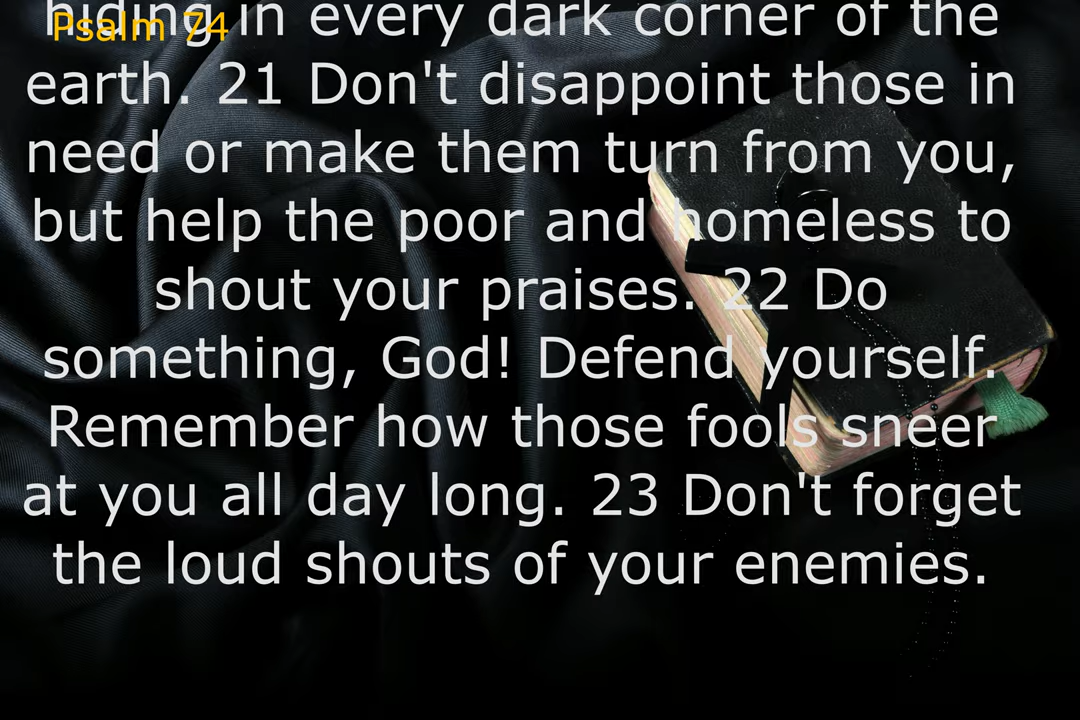 Psalm 74
hiding in every dark corner of the
earth. 21 Don't disappoint those in
need or make them turn from you,
but help the poor and homeless to
shout your praises. 22 Do
something, God! Defend yourself.
Remember how those fools sneer
at you all day long. 23 Don't forget
the loud shouts of your enemies.